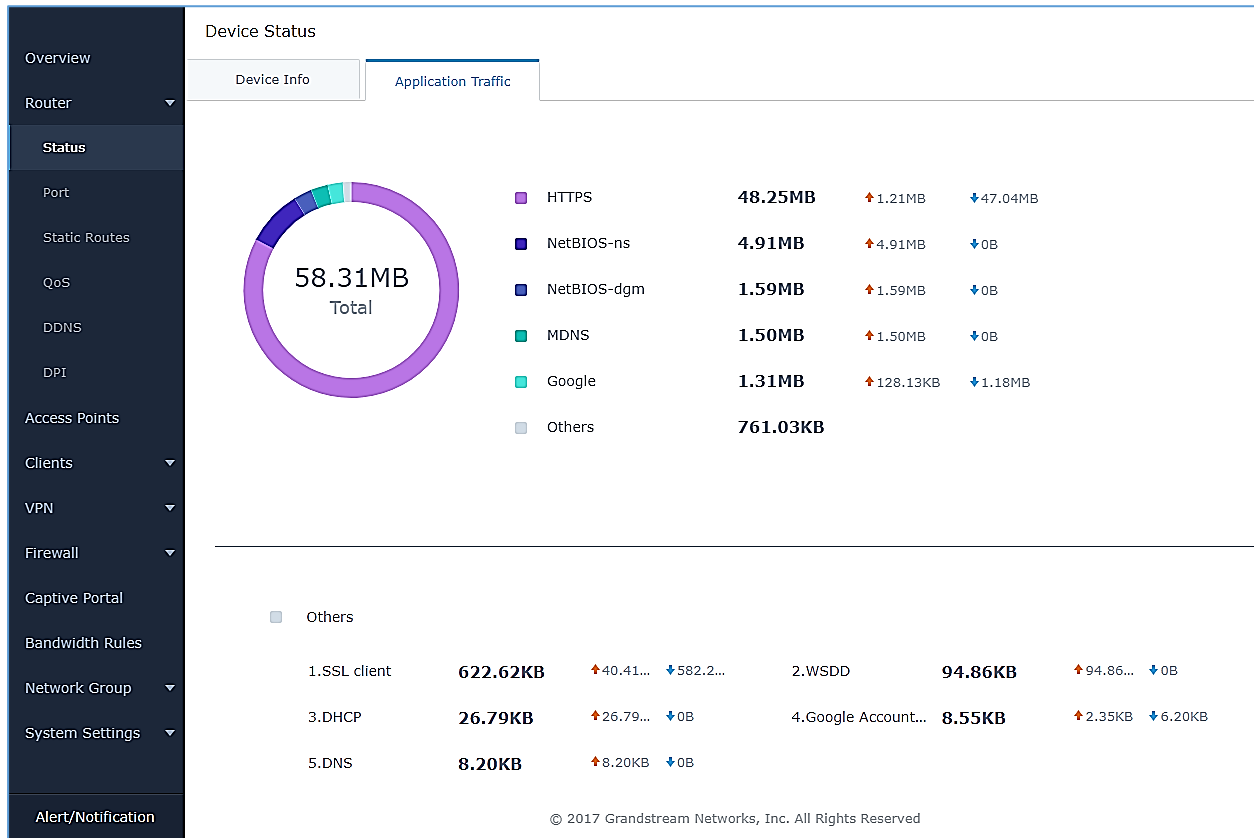 Device Status
Overview
Device Info
Application Traffic
Router
Status
Port
Static Routes
QoS
DDNS
DPI
Access Points
Clients
VPN
Firewall
Captive Portal
Bandwidth Rules
Network Group
System Settings
Alert/Notification
58.31MB
Total
HTTPS 48.25MB 1.21MB 47.04MB
NetBIOS-ns 4.91MB 4.91MB 0B
NetBIOS-dgm 1.59MB 1.59MB 0B
MDNS 1.50MB 1.50MB 0B
Google 1.31MB 128.13KB 1.18MB
Others 761.03KB
Others
1.SSL client 622.62KB 40.41... 582.2... 2.WSDD 94.86KB 94.86... 0B
3.DHCP 26.79KB 26.79... 0B 4.Google Account... 8.55KB 2.35KB 6.20KB
5.DNS 8.20KB 8.20KB 0B
© 2017 Grandstream Networks, Inc. All Rights Reserved